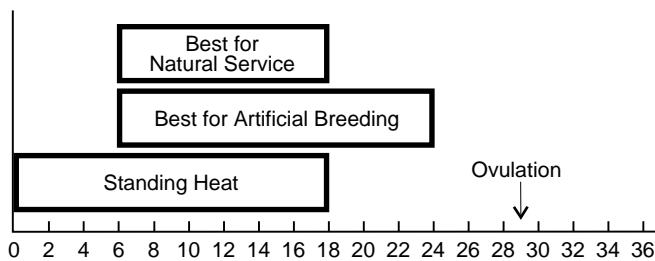 Best for
Natural Service
Best for Artificial Breeding
Standing Heat
Ovulation
0 2 4 6 8 10 12 14 16 18 20 22 24 26 28 30 32 34 36